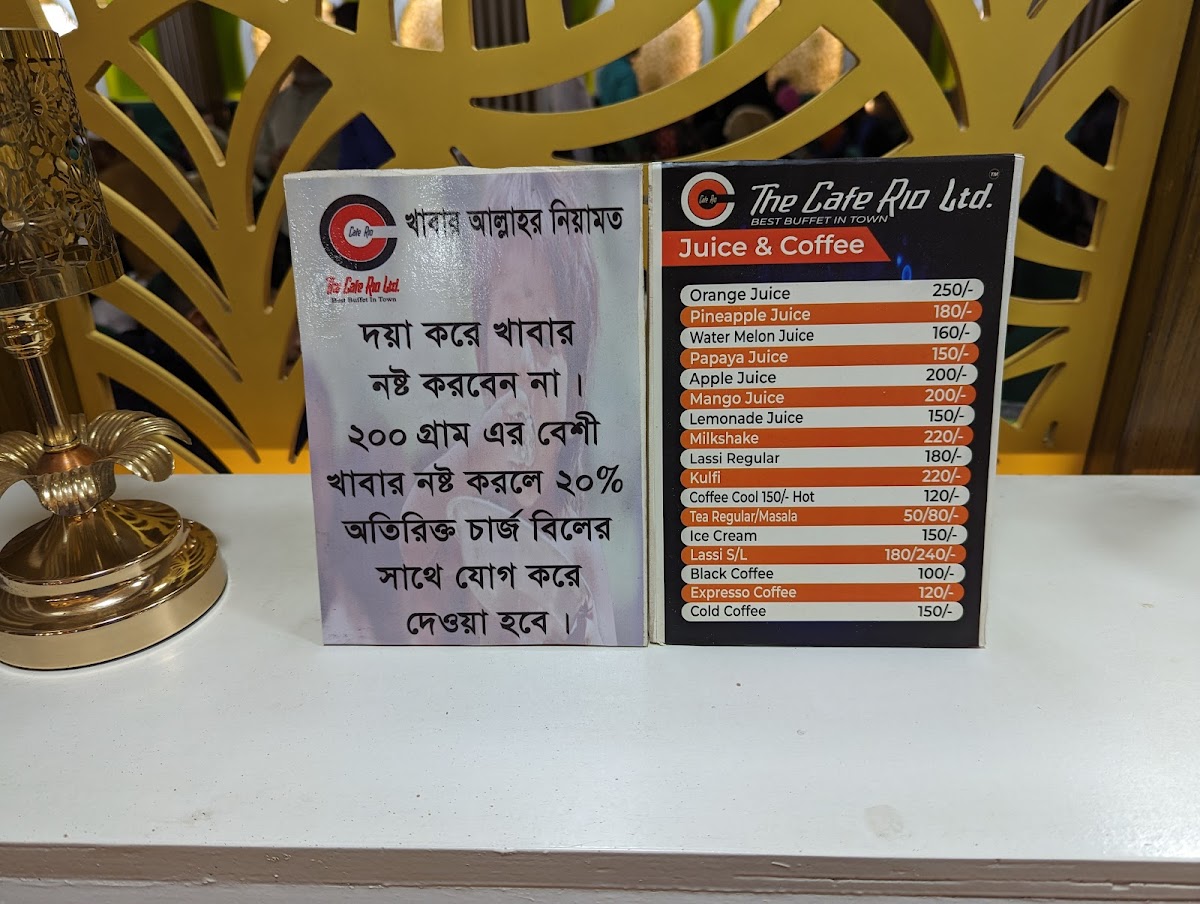 Cafe Rio
খাবার আল্লাহর নিয়ামত
The Cafe Rio Ltd.
Best Buffet In Town
দয়া করে খাবার
নষ্ট করবেন না ।
২০০ গ্রাম এর বেশী
খাবার নষ্ট করলে ২০%
অতিরিক্ত চার্জ বিলের
সাথে যোগ করে
দেওয়া হবে ।
Cafe Rio
The Cafe Rio Ltd.™
BEST BUFFET IN TOWN
Juice & Coffee
Orange Juice 250/-
Pineapple Juice 180/-
Water Melon Juice 160/-
Papaya Juice 150/-
Apple Juice 200/-
Mango Juice 200/-
Lemonade Juice 150/-
Milkshake 220/-
Lassi Regular 180/-
Kulfi 220/-
Coffee Cool 150/- Hot 120/-
Tea Regular/Masala 50/80/-
Ice Cream 150/-
Lassi S/L 180/240/-
Black Coffee 100/-
Expresso Coffee 120/-
Cold Coffee 150/-